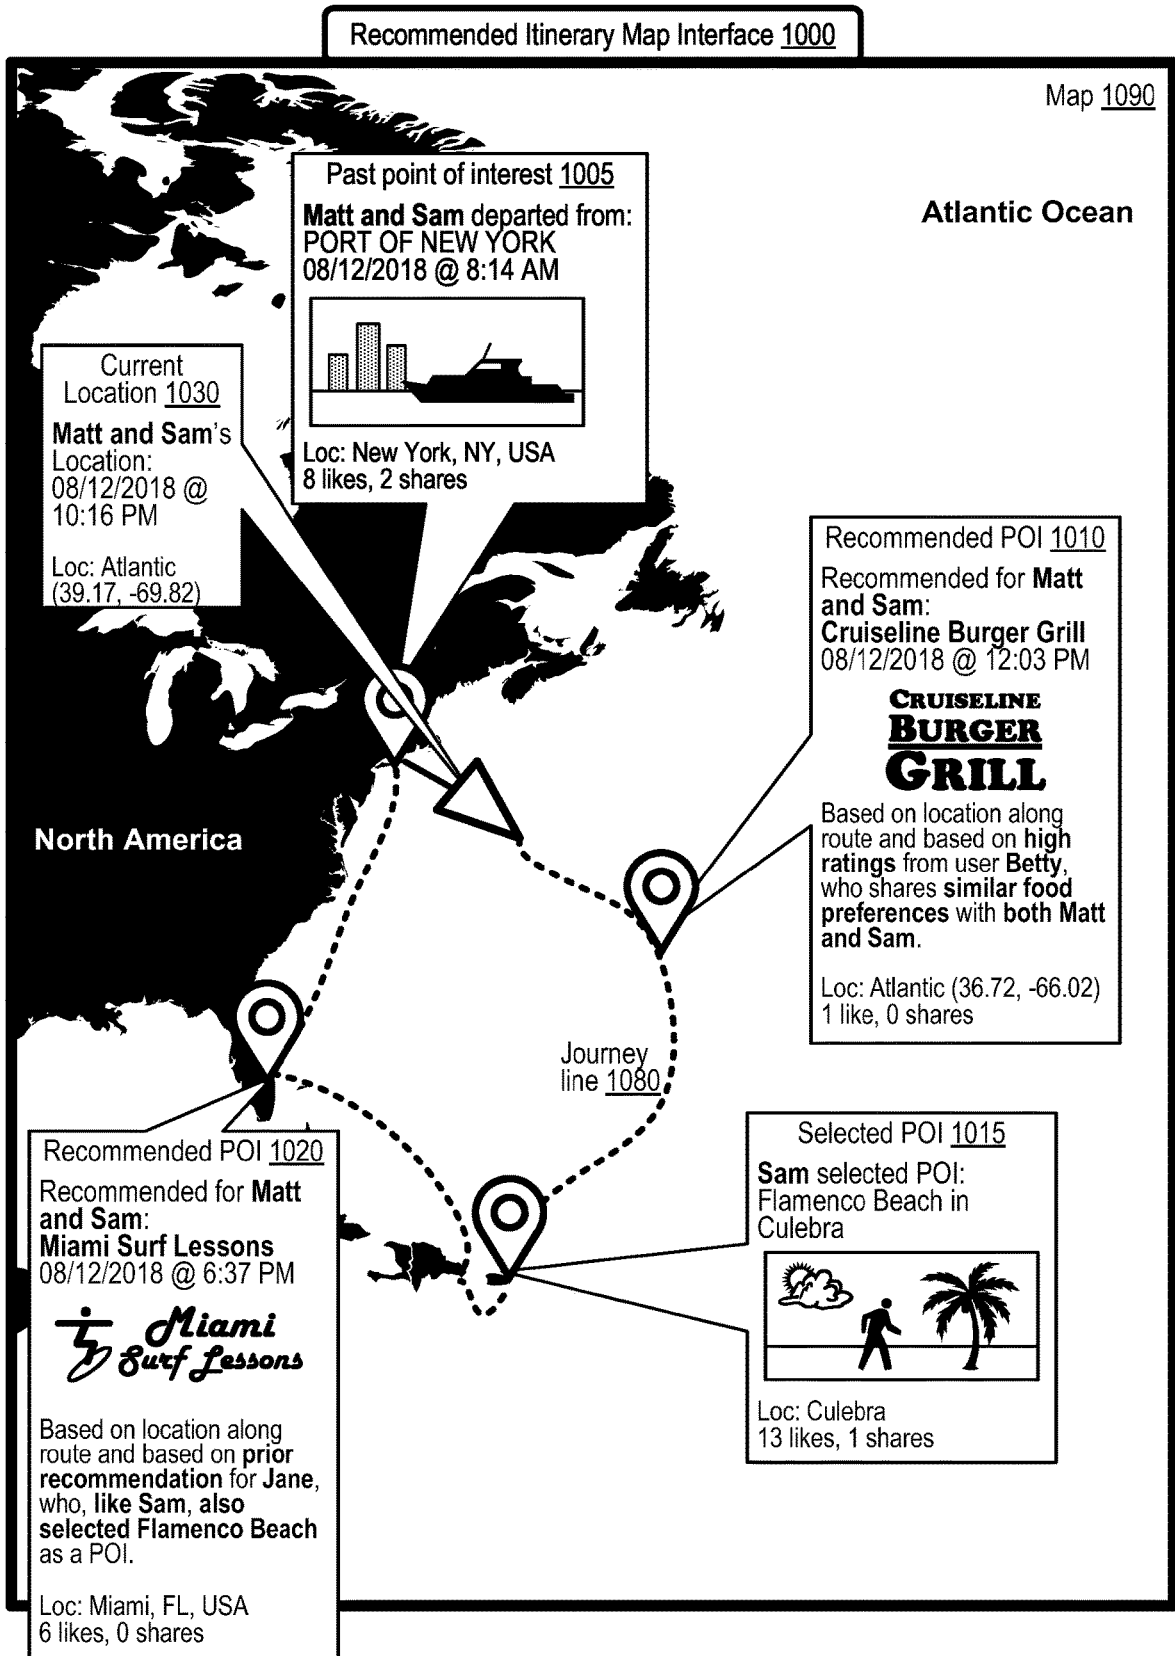 Recommended Itinerary Map Interface 1000
Map 1090
Atlantic Ocean
Past point of interest 1005
Matt and Sam departed from:
PORT OF NEW YORK
08/12/2018 @ 8:14 AM
Loc: New York, NY, USA
8 likes, 2 shares
Current
Location 1030
Matt and Sam's
Location:
08/12/2018 @
10:16 PM
Loc: Atlantic
(39.17, -69.82)
Recommended POI 1010
Recommended for Matt
and Sam:
Cruiseline Burger Grill
08/12/2018 @ 12:03 PM
CRUISELINE
BURGER
GRILL
Based on location along
route and based on high
ratings from user Betty,
who shares similar food
preferences with both Matt
and Sam.
Loc: Atlantic (36.72, -66.02)
1 like, 0 shares
North America
Journey
line 1080
Selected POI 1015
Sam selected POI:
Flamenco Beach in
Culebra
Loc: Culebra
13 likes, 1 shares
Recommended POI 1020
Recommended for Matt
and Sam:
Miami Surf Lessons
08/12/2018 @ 6:37 PM
Miami
Surf Lessons
Based on location along
route and based on prior
recommendation for Jane,
who, like Sam, also
selected Flamenco Beach
as a POI.
Loc: Miami, FL, USA
6 likes, 0 shares